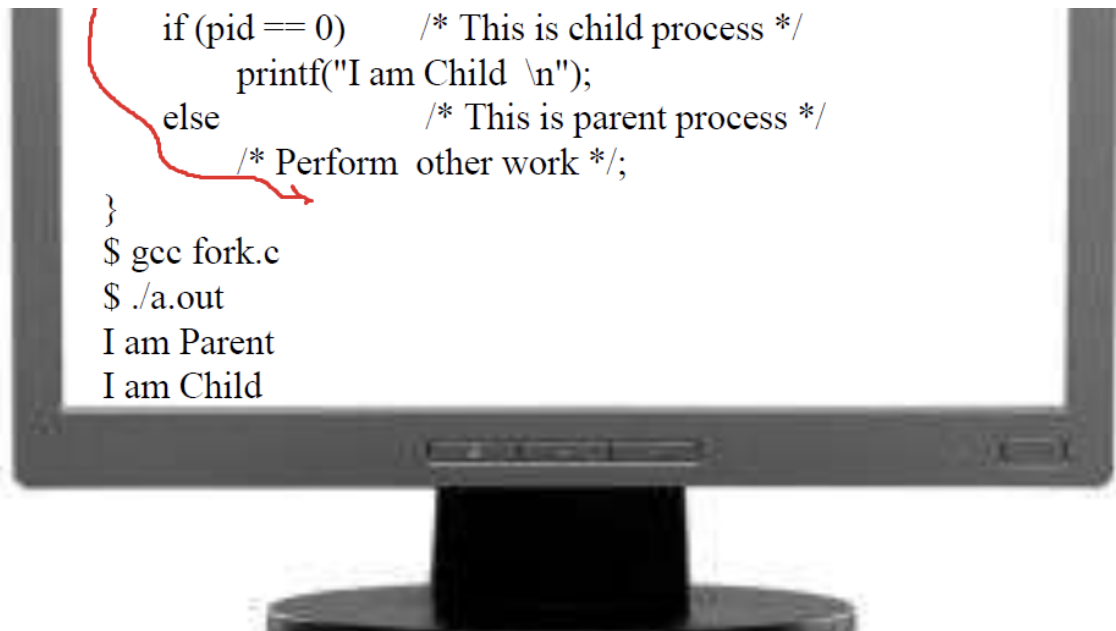 if (pid == 0) /* This is child process */
printf("I am Child \n");
else /* This is parent process */
/* Perform other work */;
}
$ gcc fork.c
$ ./a.out
I am Parent
I am Child